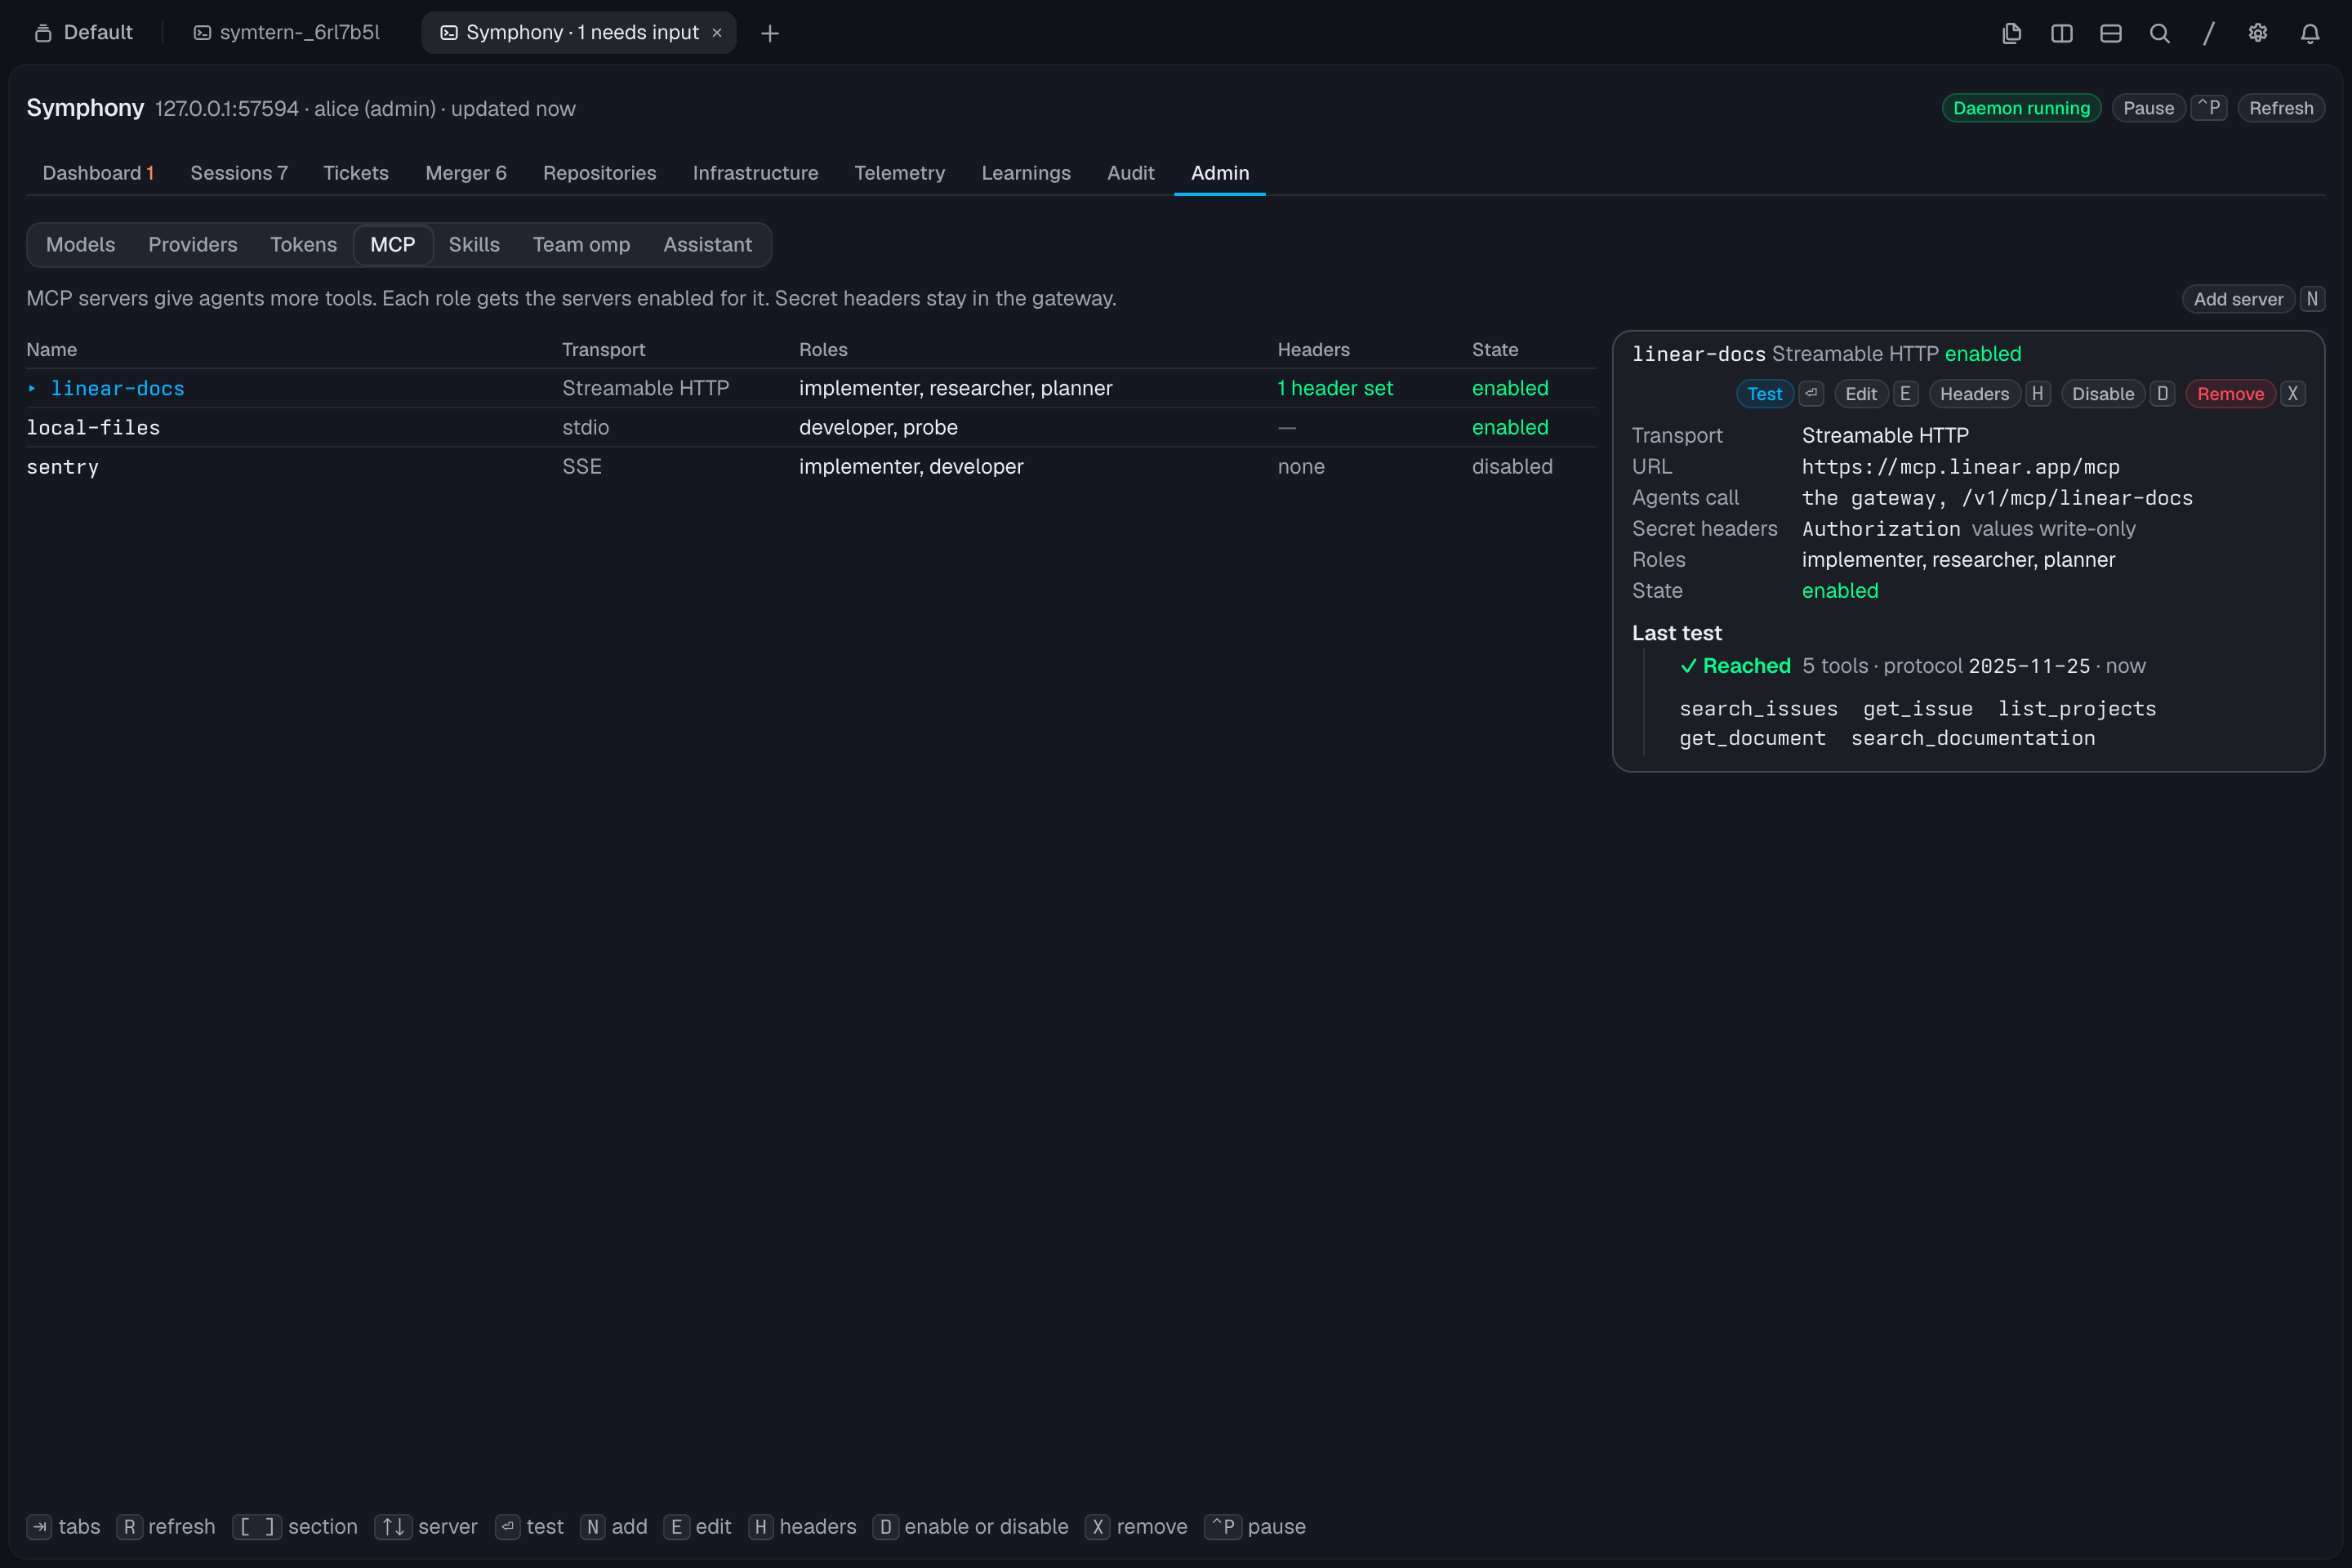 Default symtern-_6rl7b5l Symphony · 1 needs input × +
Symphony 127.0.0.1:57594 · alice (admin) · updated now Daemon running Pause ^P Refresh
Dashboard 1 Sessions 7 Tickets Merger 6 Repositories Infrastructure Telemetry Learnings Audit Admin
Models Providers Tokens MCP Skills Team omp Assistant
MCP servers give agents more tools. Each role gets the servers enabled for it. Secret headers stay in the gateway. Add server N
Name Transport Roles Headers State
▸ linear-docs Streamable HTTP implementer, researcher, planner 1 header set enabled
local-files stdio developer, probe — enabled
sentry SSE implementer, developer none disabled
linear-docs Streamable HTTP enabled
Test ⏎ Edit E Headers H Disable D Remove X
Transport Streamable HTTP
URL https://mcp.linear.app/mcp
Agents call the gateway, /v1/mcp/linear-docs
Secret headers Authorization values write-only
Roles implementer, researcher, planner
State enabled
Last test
✓ Reached 5 tools · protocol 2025-11-25 · now
search_issues get_issue list_projects
get_document search_documentation
⇥ tabs R refresh [ ] section ↑↓ server ⏎ test N add E edit H headers D enable or disable X remove ^P pause